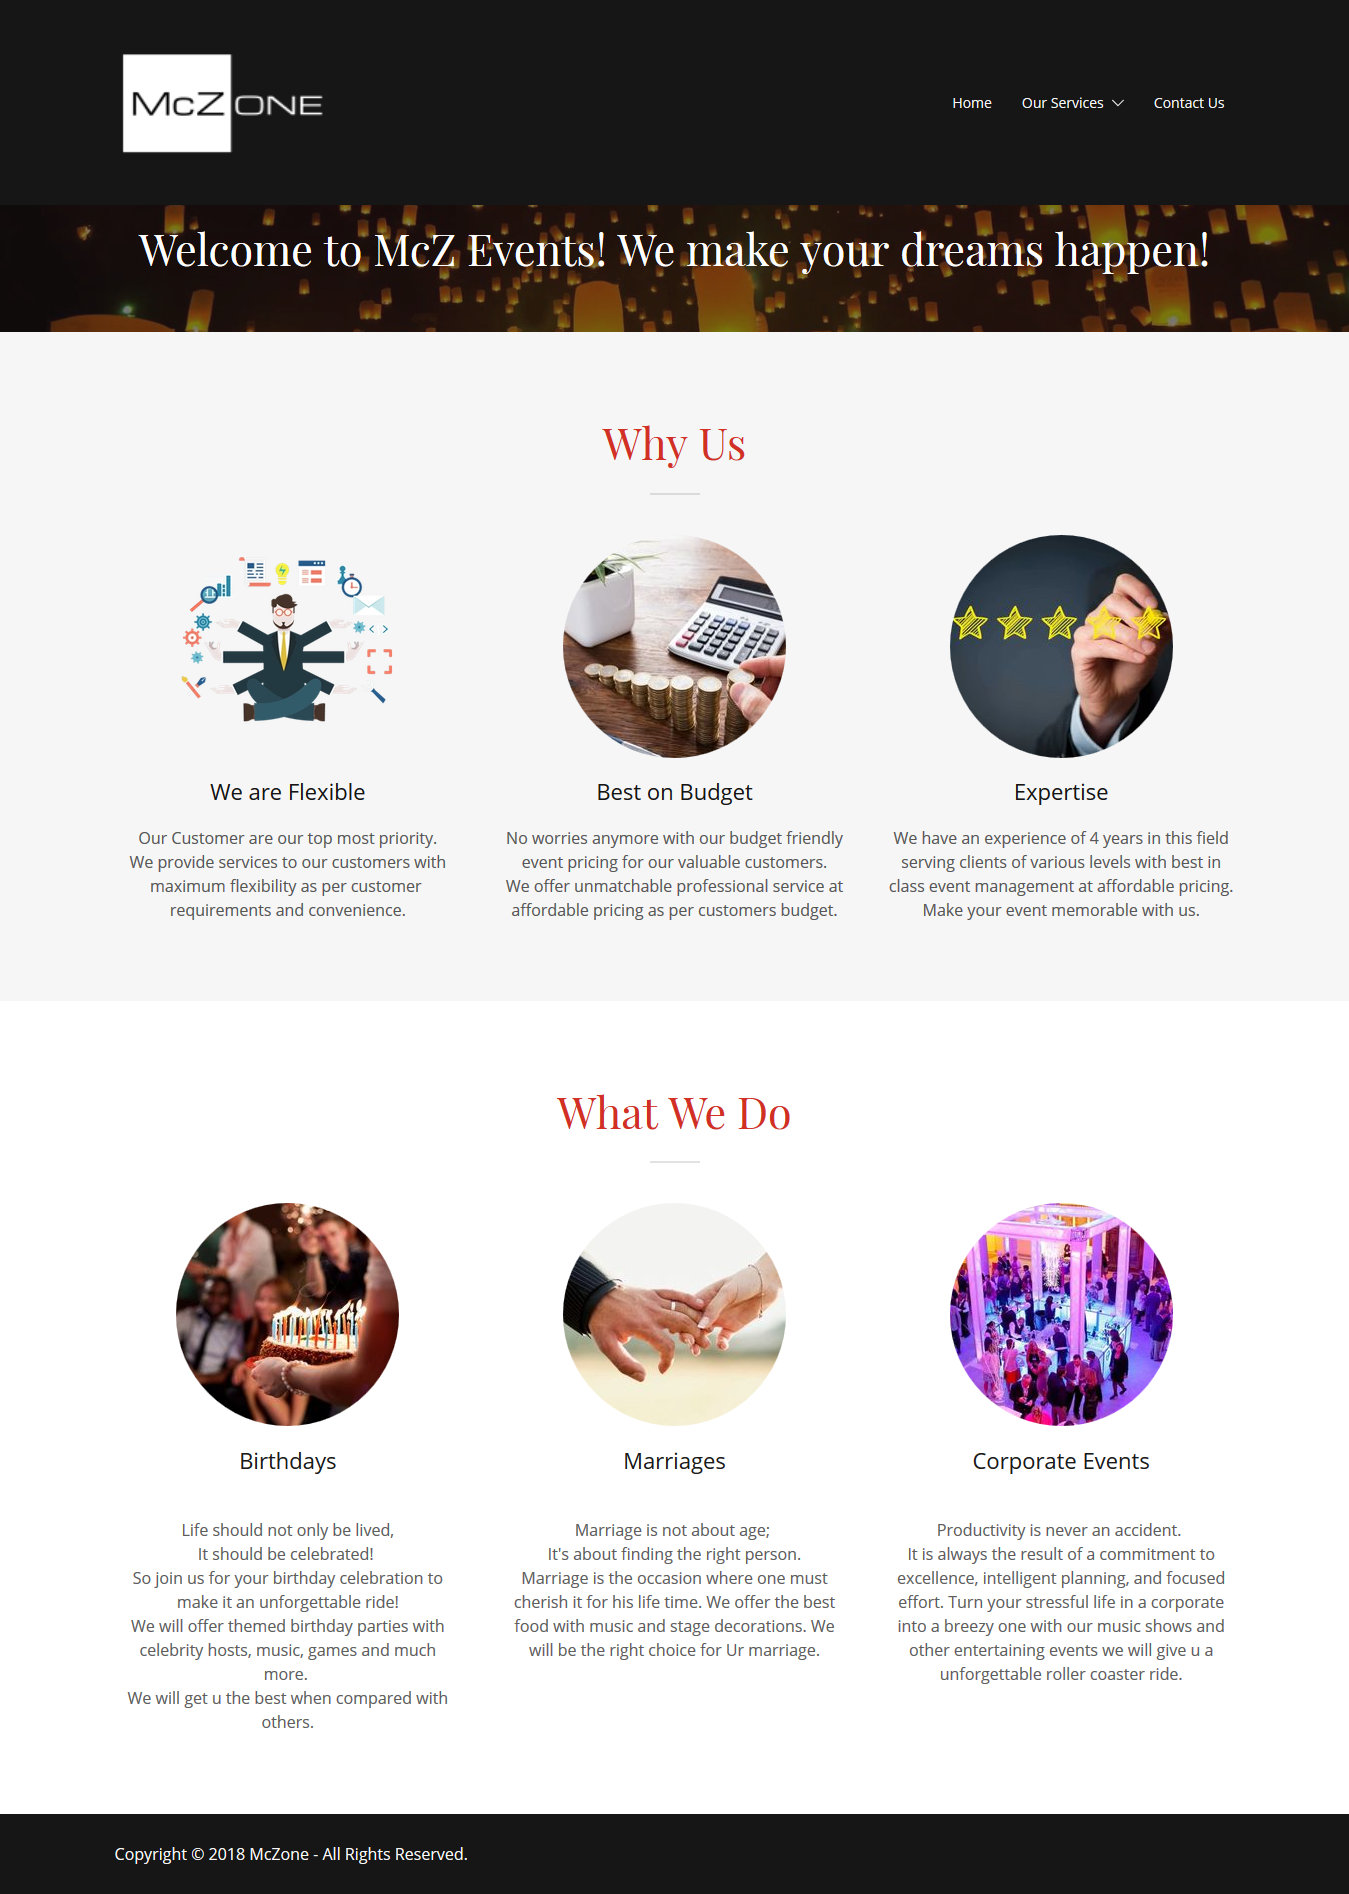 McZONE
Home
Our Services
Contact Us
Welcome to McZ Events! We make your dreams happen!
Why Us
We are Flexible
Our Customer are our top most priority.
We provide services to our customers with
maximum flexibility as per customer
requirements and convenience.
Best on Budget
No worries anymore with our budget friendly
event pricing for our valuable customers.
We offer unmatchable professional service at
affordable pricing as per customers budget.
Expertise
We have an experience of 4 years in this field
serving clients of various levels with best in
class event management at affordable pricing.
Make your event memorable with us.
What We Do
Birthdays
Life should not only be lived,
It should be celebrated!
So join us for your birthday celebration to
make it an unforgettable ride!
We will offer themed birthday parties with
celebrity hosts, music, games and much
more.
We will get u the best when compared with
others.
Marriages
Marriage is not about age;
It's about finding the right person.
Marriage is the occasion where one must
cherish it for his life time. We offer the best
food with music and stage decorations. We
will be the right choice for Ur marriage.
Corporate Events
Productivity is never an accident.
It is always the result of a commitment to
excellence, intelligent planning, and focused
effort. Turn your stressful life in a corporate
into a breezy one with our music shows and
other entertaining events we will give u a
unforgettable roller coaster ride.
Copyright © 2018 McZone - All Rights Reserved.